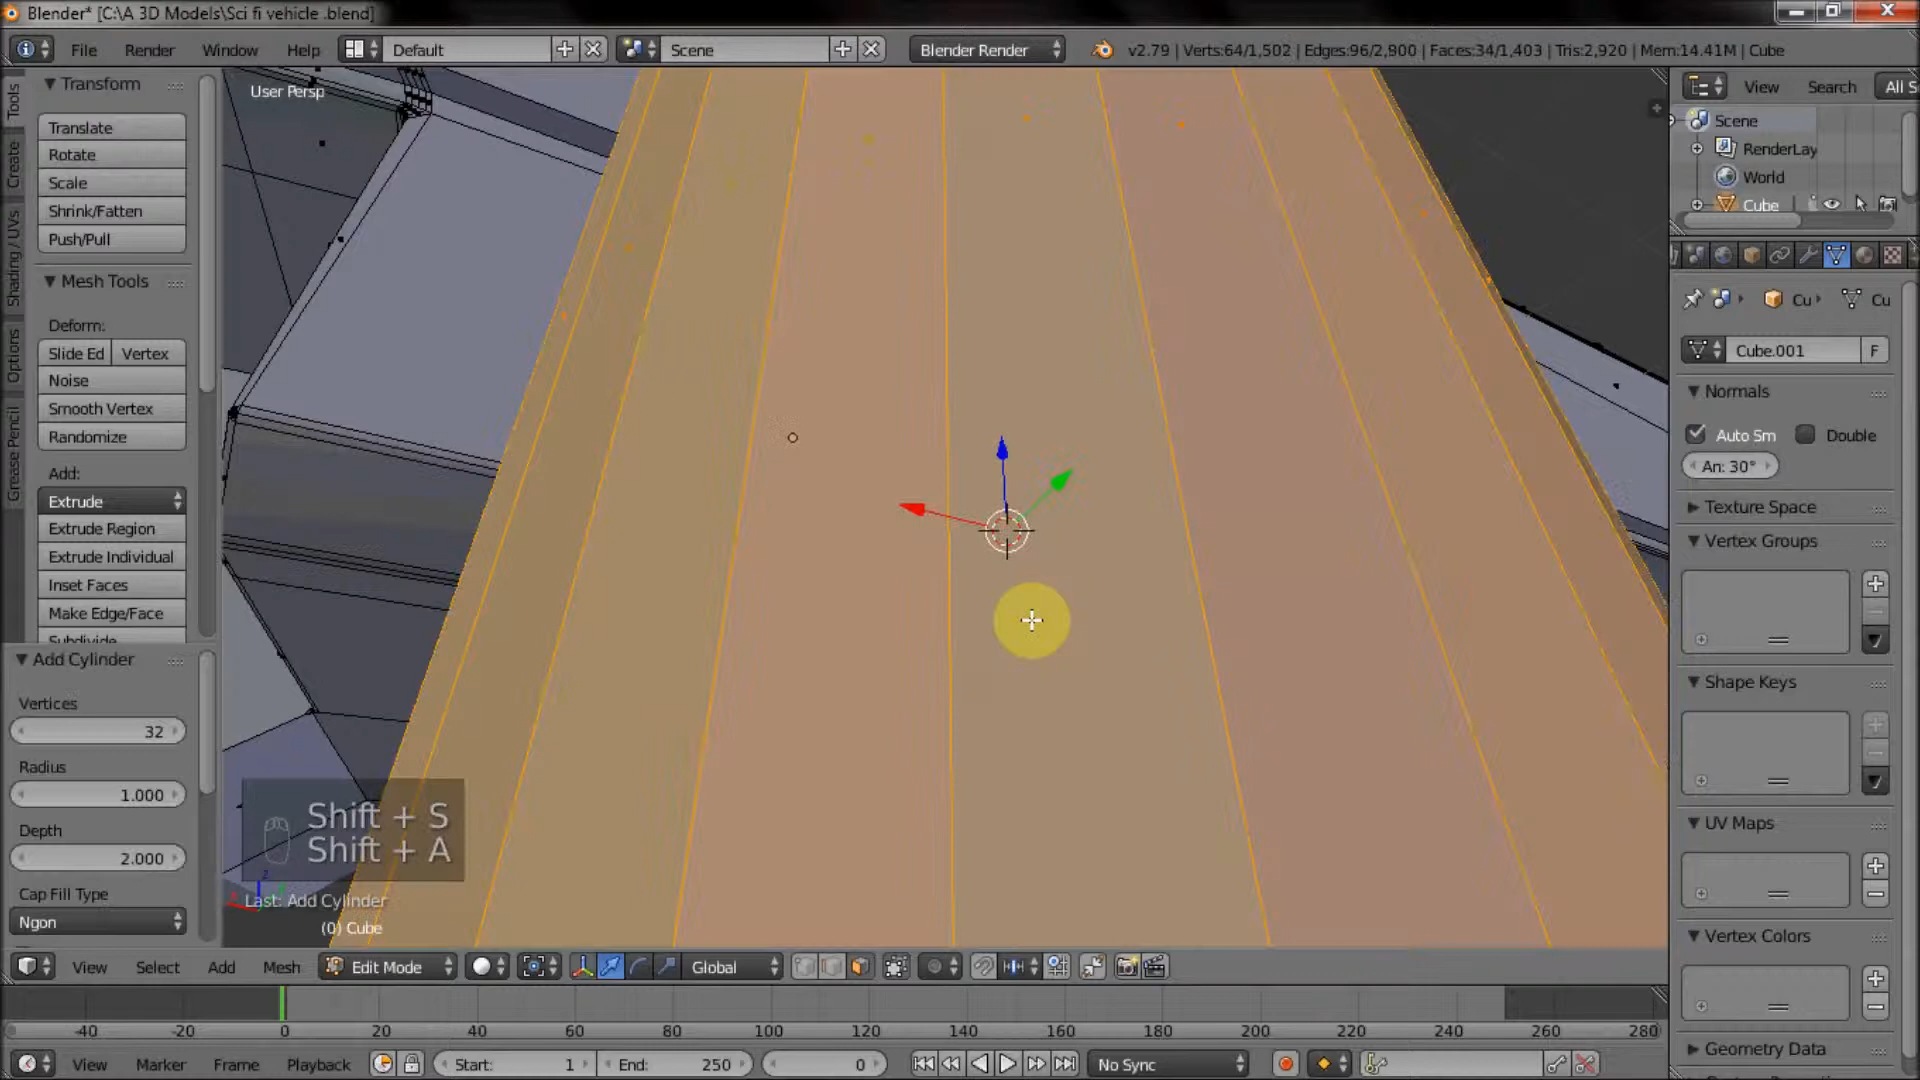 Blender* [C:\A 3D Models\Sci fi vehicle .blend]
File
Render
Window
Help
Default
Scene
Blender Render
v2.79 | Verts:64/1,502 | Edges:96/2,800 | Faces:34/1,403 | Tris:2,920 | Mem:14.41M | Cube
Tools
Create
Shading / UVs
Options
Grease Pencil
Transform
Translate
Rotate
Scale
Shrink/Fatten
Push/Pull
Mesh Tools
Deform:
Slide Ed
Vertex
Noise
Smooth Vertex
Randomize
Add:
Extrude
Extrude Region
Extrude Individual
Inset Faces
Make Edge/Face
Subdivide
Add Cylinder
Vertices
32
Radius
1.000
Depth
2.000
Cap Fill Type
Ngon
User Persp
Shift + S
Shift + A
Last: Add Cylinder
(0) Cube
View
Search
All S
Scene
RenderLay
World
Cube
Cu
Cu
Cube.001
F
Normals
Auto Sm
Double
An: 30°
Texture Space
Vertex Groups
Shape Keys
UV Maps
Vertex Colors
Geometry Data
View
Select
Add
Mesh
Edit Mode
Global
-40 -20 0 20 40 60 80 100 120 140 160 180 200 220 240 260 280
View
Marker
Frame
Playback
Start: 1
End: 250
0
No Sync